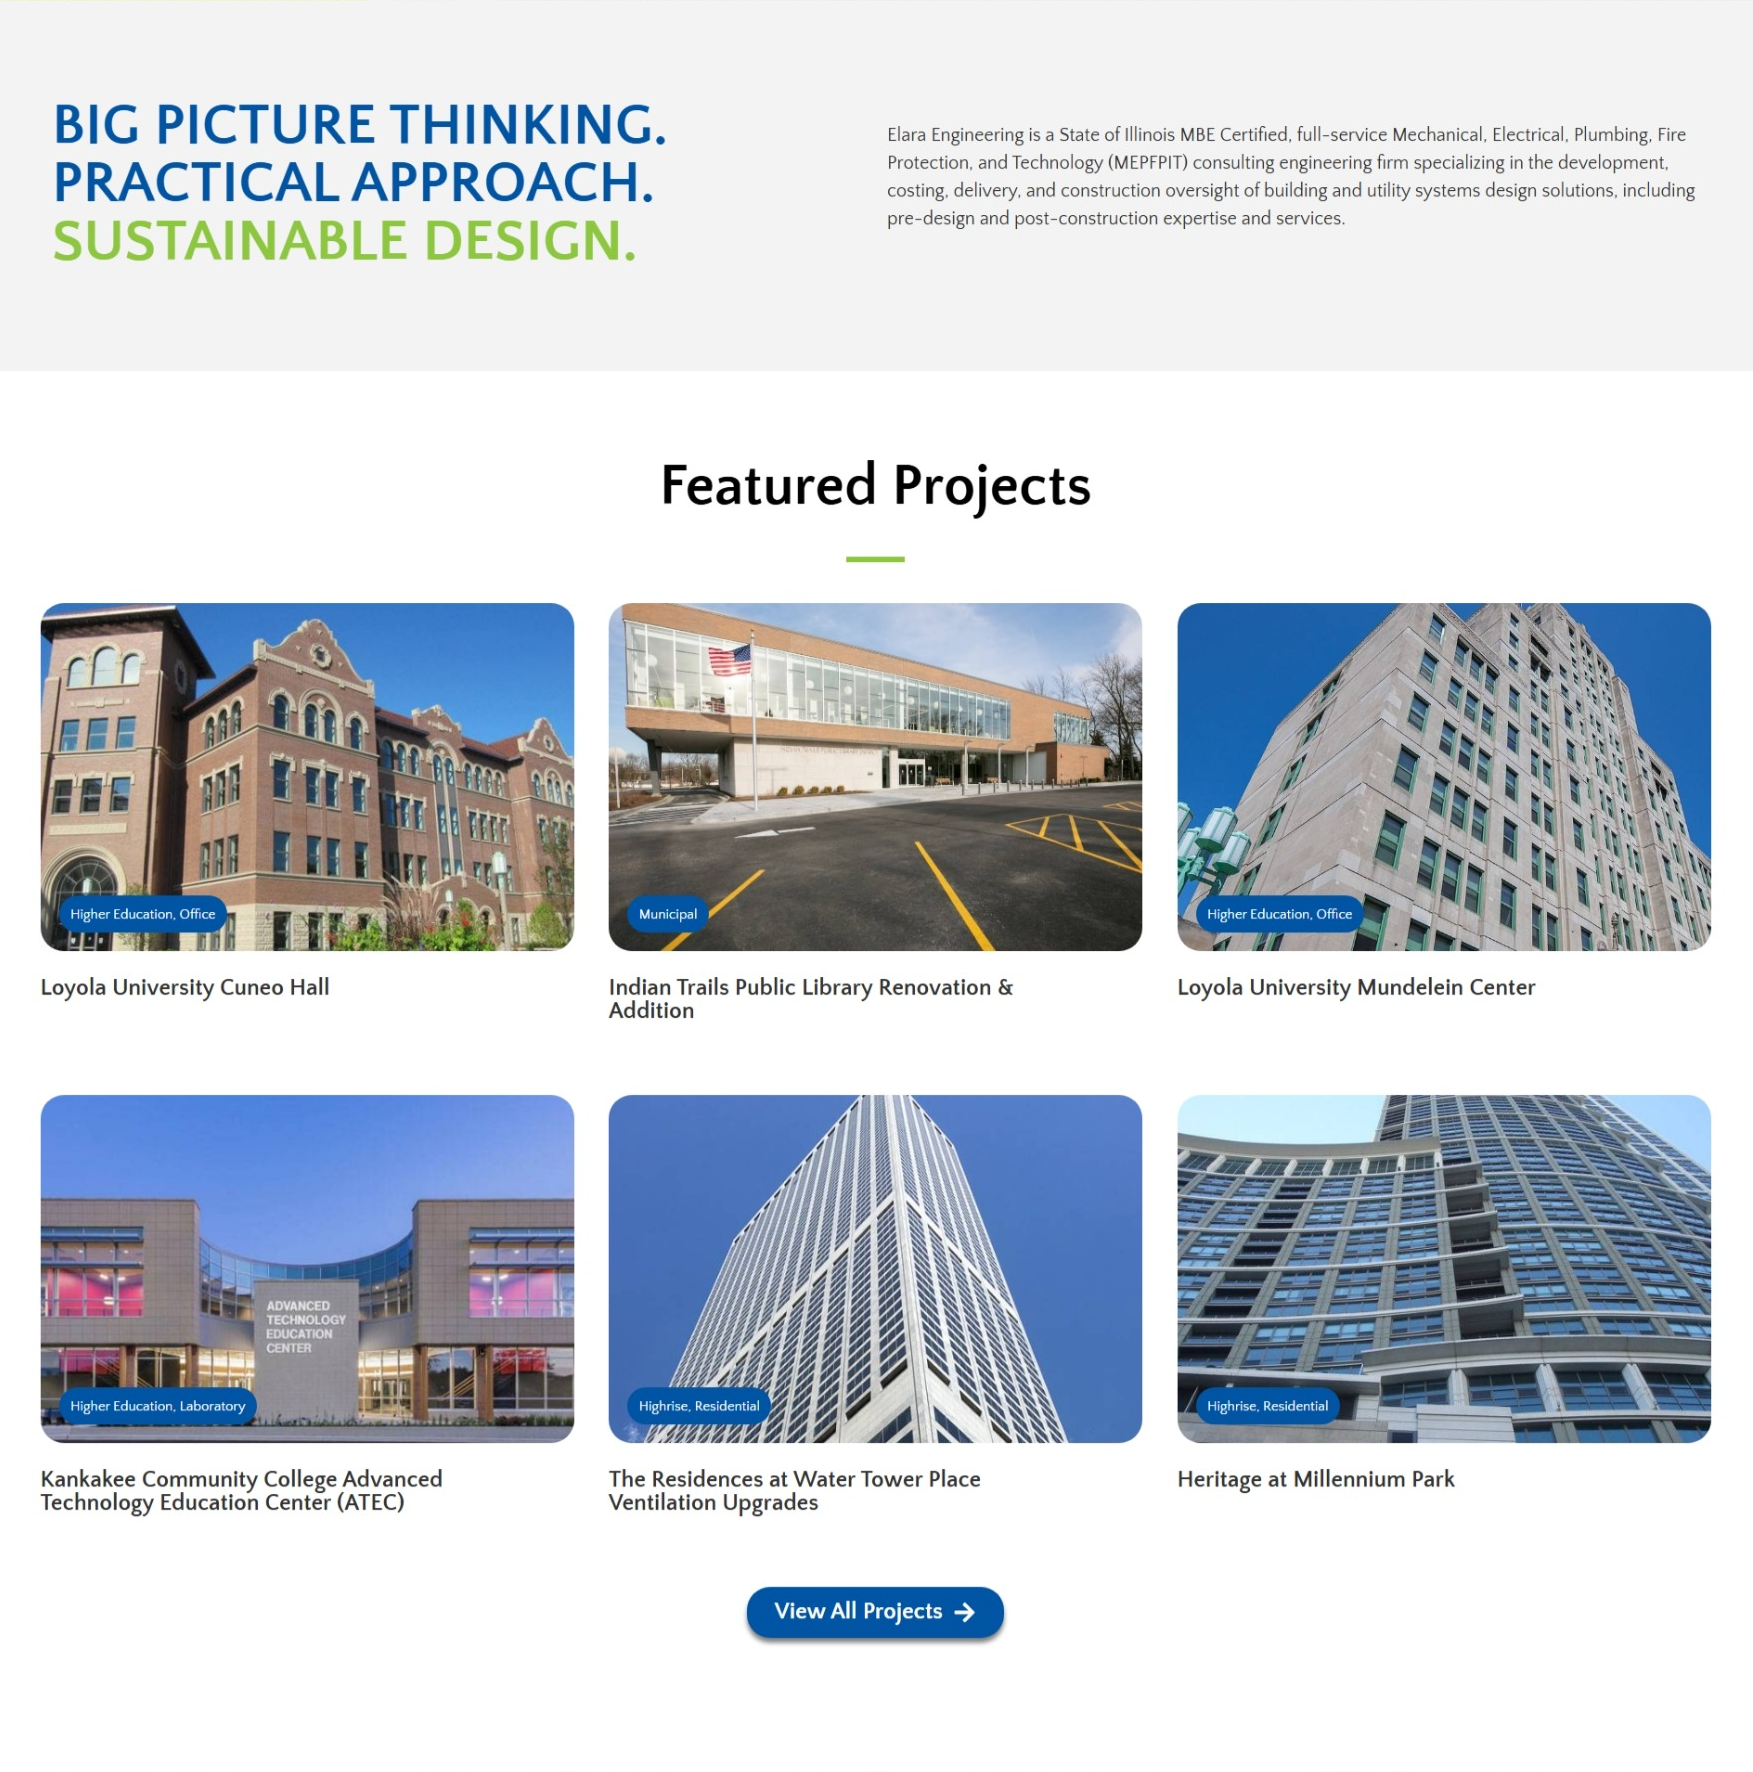 BIG PICTURE THINKING.
PRACTICAL APPROACH.
SUSTAINABLE DESIGN.
Elara Engineering is a State of Illinois MBE Certified, full-service Mechanical, Electrical, Plumbing, Fire
Protection, and Technology (MEPFPIT) consulting engineering firm specializing in the development,
costing, delivery, and construction oversight of building and utility systems design solutions, including
pre-design and post-construction expertise and services.
Featured Projects
Higher Education, Office
Loyola University Cuneo Hall
INDIAN TRAILS PUBLIC LIBRARY
Municipal
Indian Trails Public Library Renovation &
Addition
Higher Education, Office
Loyola University Mundelein Center
ADVANCED
TECHNOLOGY
EDUCATION
CENTER
Higher Education, Laboratory
Kankakee Community College Advanced
Technology Education Center (ATEC)
Highrise, Residential
The Residences at Water Tower Place
Ventilation Upgrades
Highrise, Residential
Heritage at Millennium Park
View All Projects